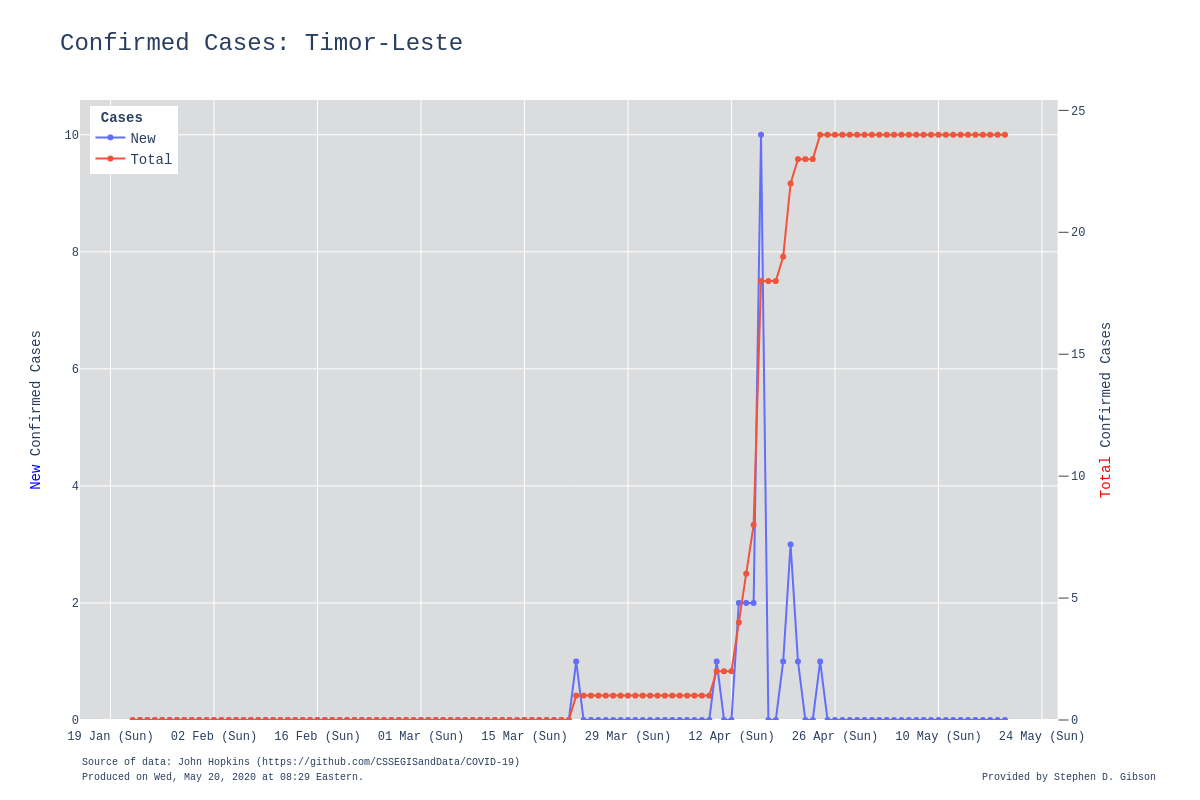 Confirmed Cases: Timor-Leste
Cases
New
Total
10
8
6
4
2
0
25
20
15
10
5
0
New Confirmed Cases
Total Confirmed Cases
19 Jan (Sun) 02 Feb (Sun) 16 Feb (Sun) 01 Mar (Sun) 15 Mar (Sun) 29 Mar (Sun) 12 Apr (Sun) 26 Apr (Sun) 10 May (Sun) 24 May (Sun)
Source of data: John Hopkins (https://github.com/CSSEGISandData/COVID-19)
Produced on Wed, May 20, 2020 at 08:29 Eastern.
Provided by Stephen D. Gibson